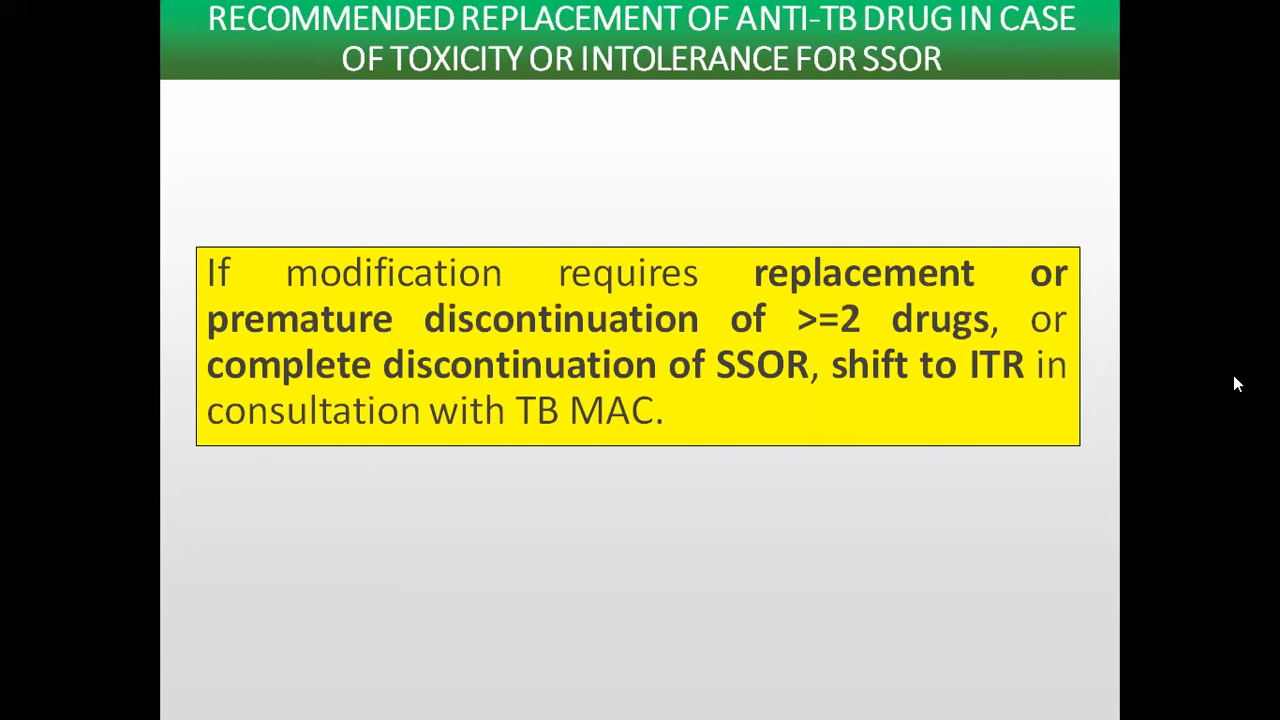 RECOMMENDED REPLACEMENT OF ANTI-TB DRUG IN CASE
OF TOXICITY OR INTOLERANCE FOR SSOR
If modification requires replacement or
premature discontinuation of >=2 drugs, or
complete discontinuation of SSOR, shift to ITR in
consultation with TB MAC.